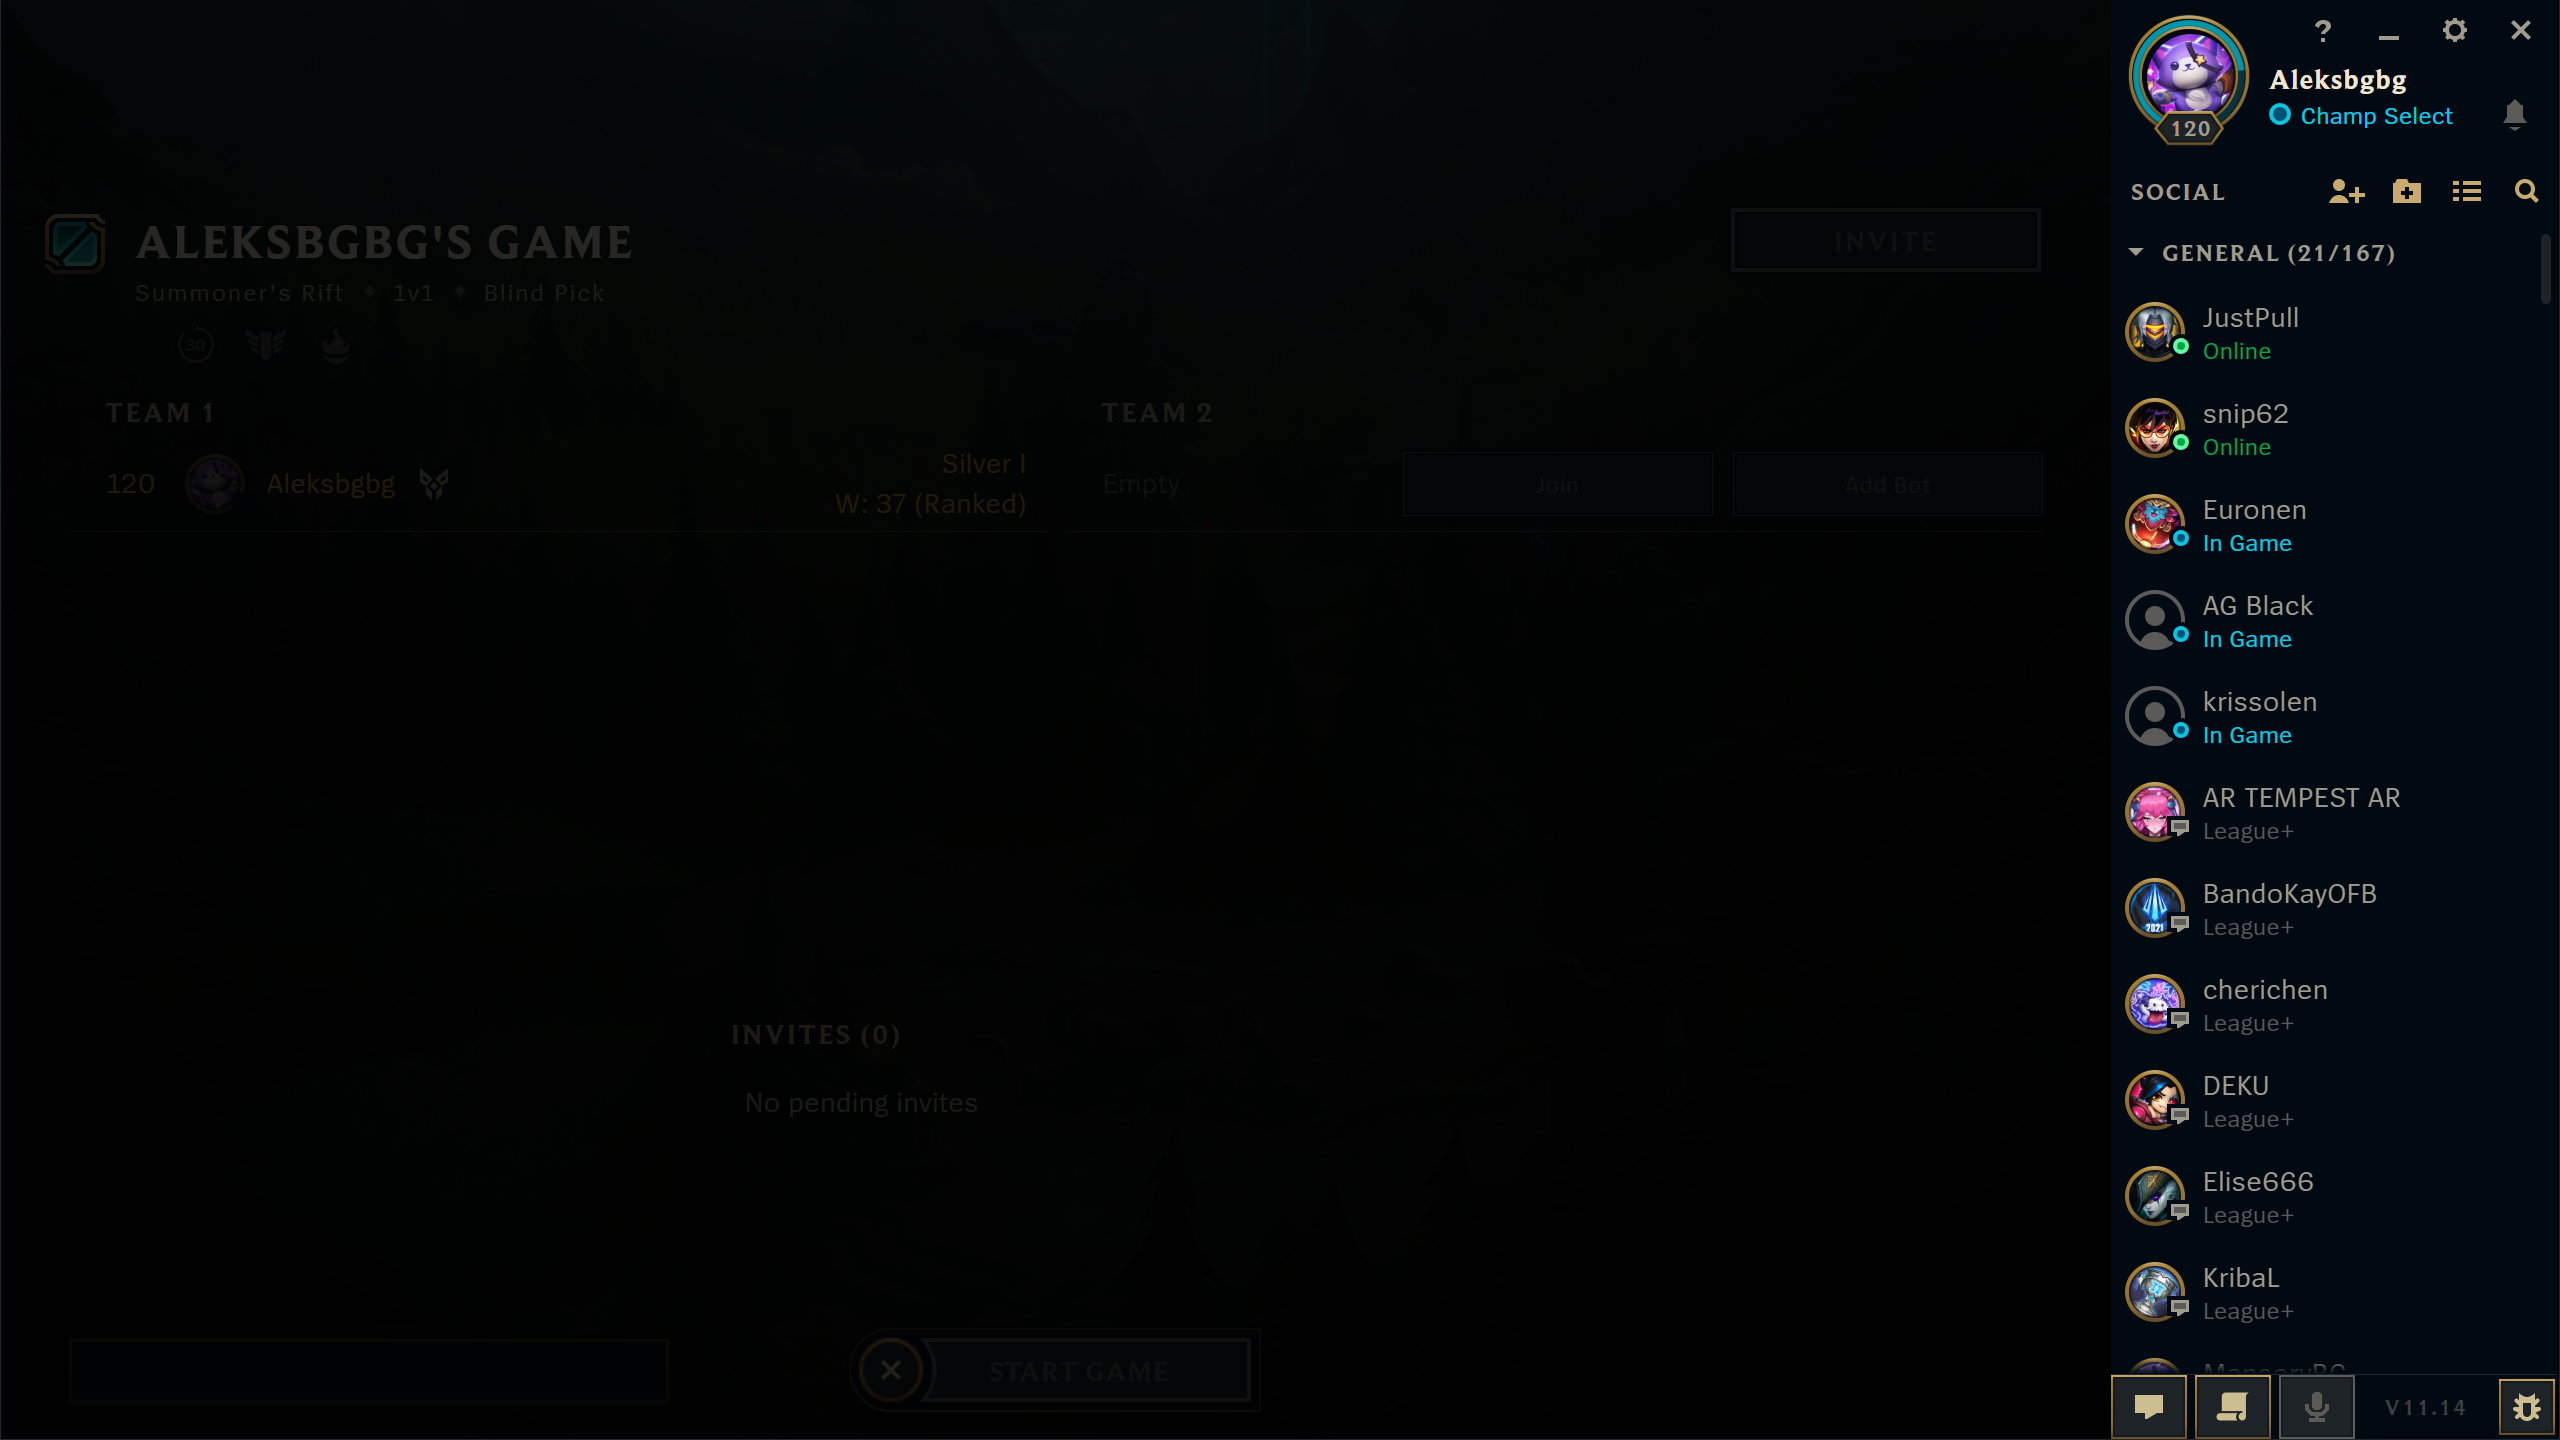 Aleksbgbg
Champ Select
120
SOCIAL
GENERAL (21/167)
ALEKSBGBG'S GAME
INVITE
Summoner's Rift • 1v1 • Blind Pick
30
TEAM 1
120 Aleksbgbg
Silver I
W: 37 (Ranked)
TEAM 2
Empty
Join
Add Bot
INVITES (0)
No pending invites
START GAME
JustPull
Online
snip62
Online
Euronen
In Game
AG Black
In Game
krissolen
In Game
AR TEMPEST AR
League+
BandoKayOFB
League+
2021
cherichen
League+
DEKU
League+
Elise666
League+
KribaL
League+
V11.14